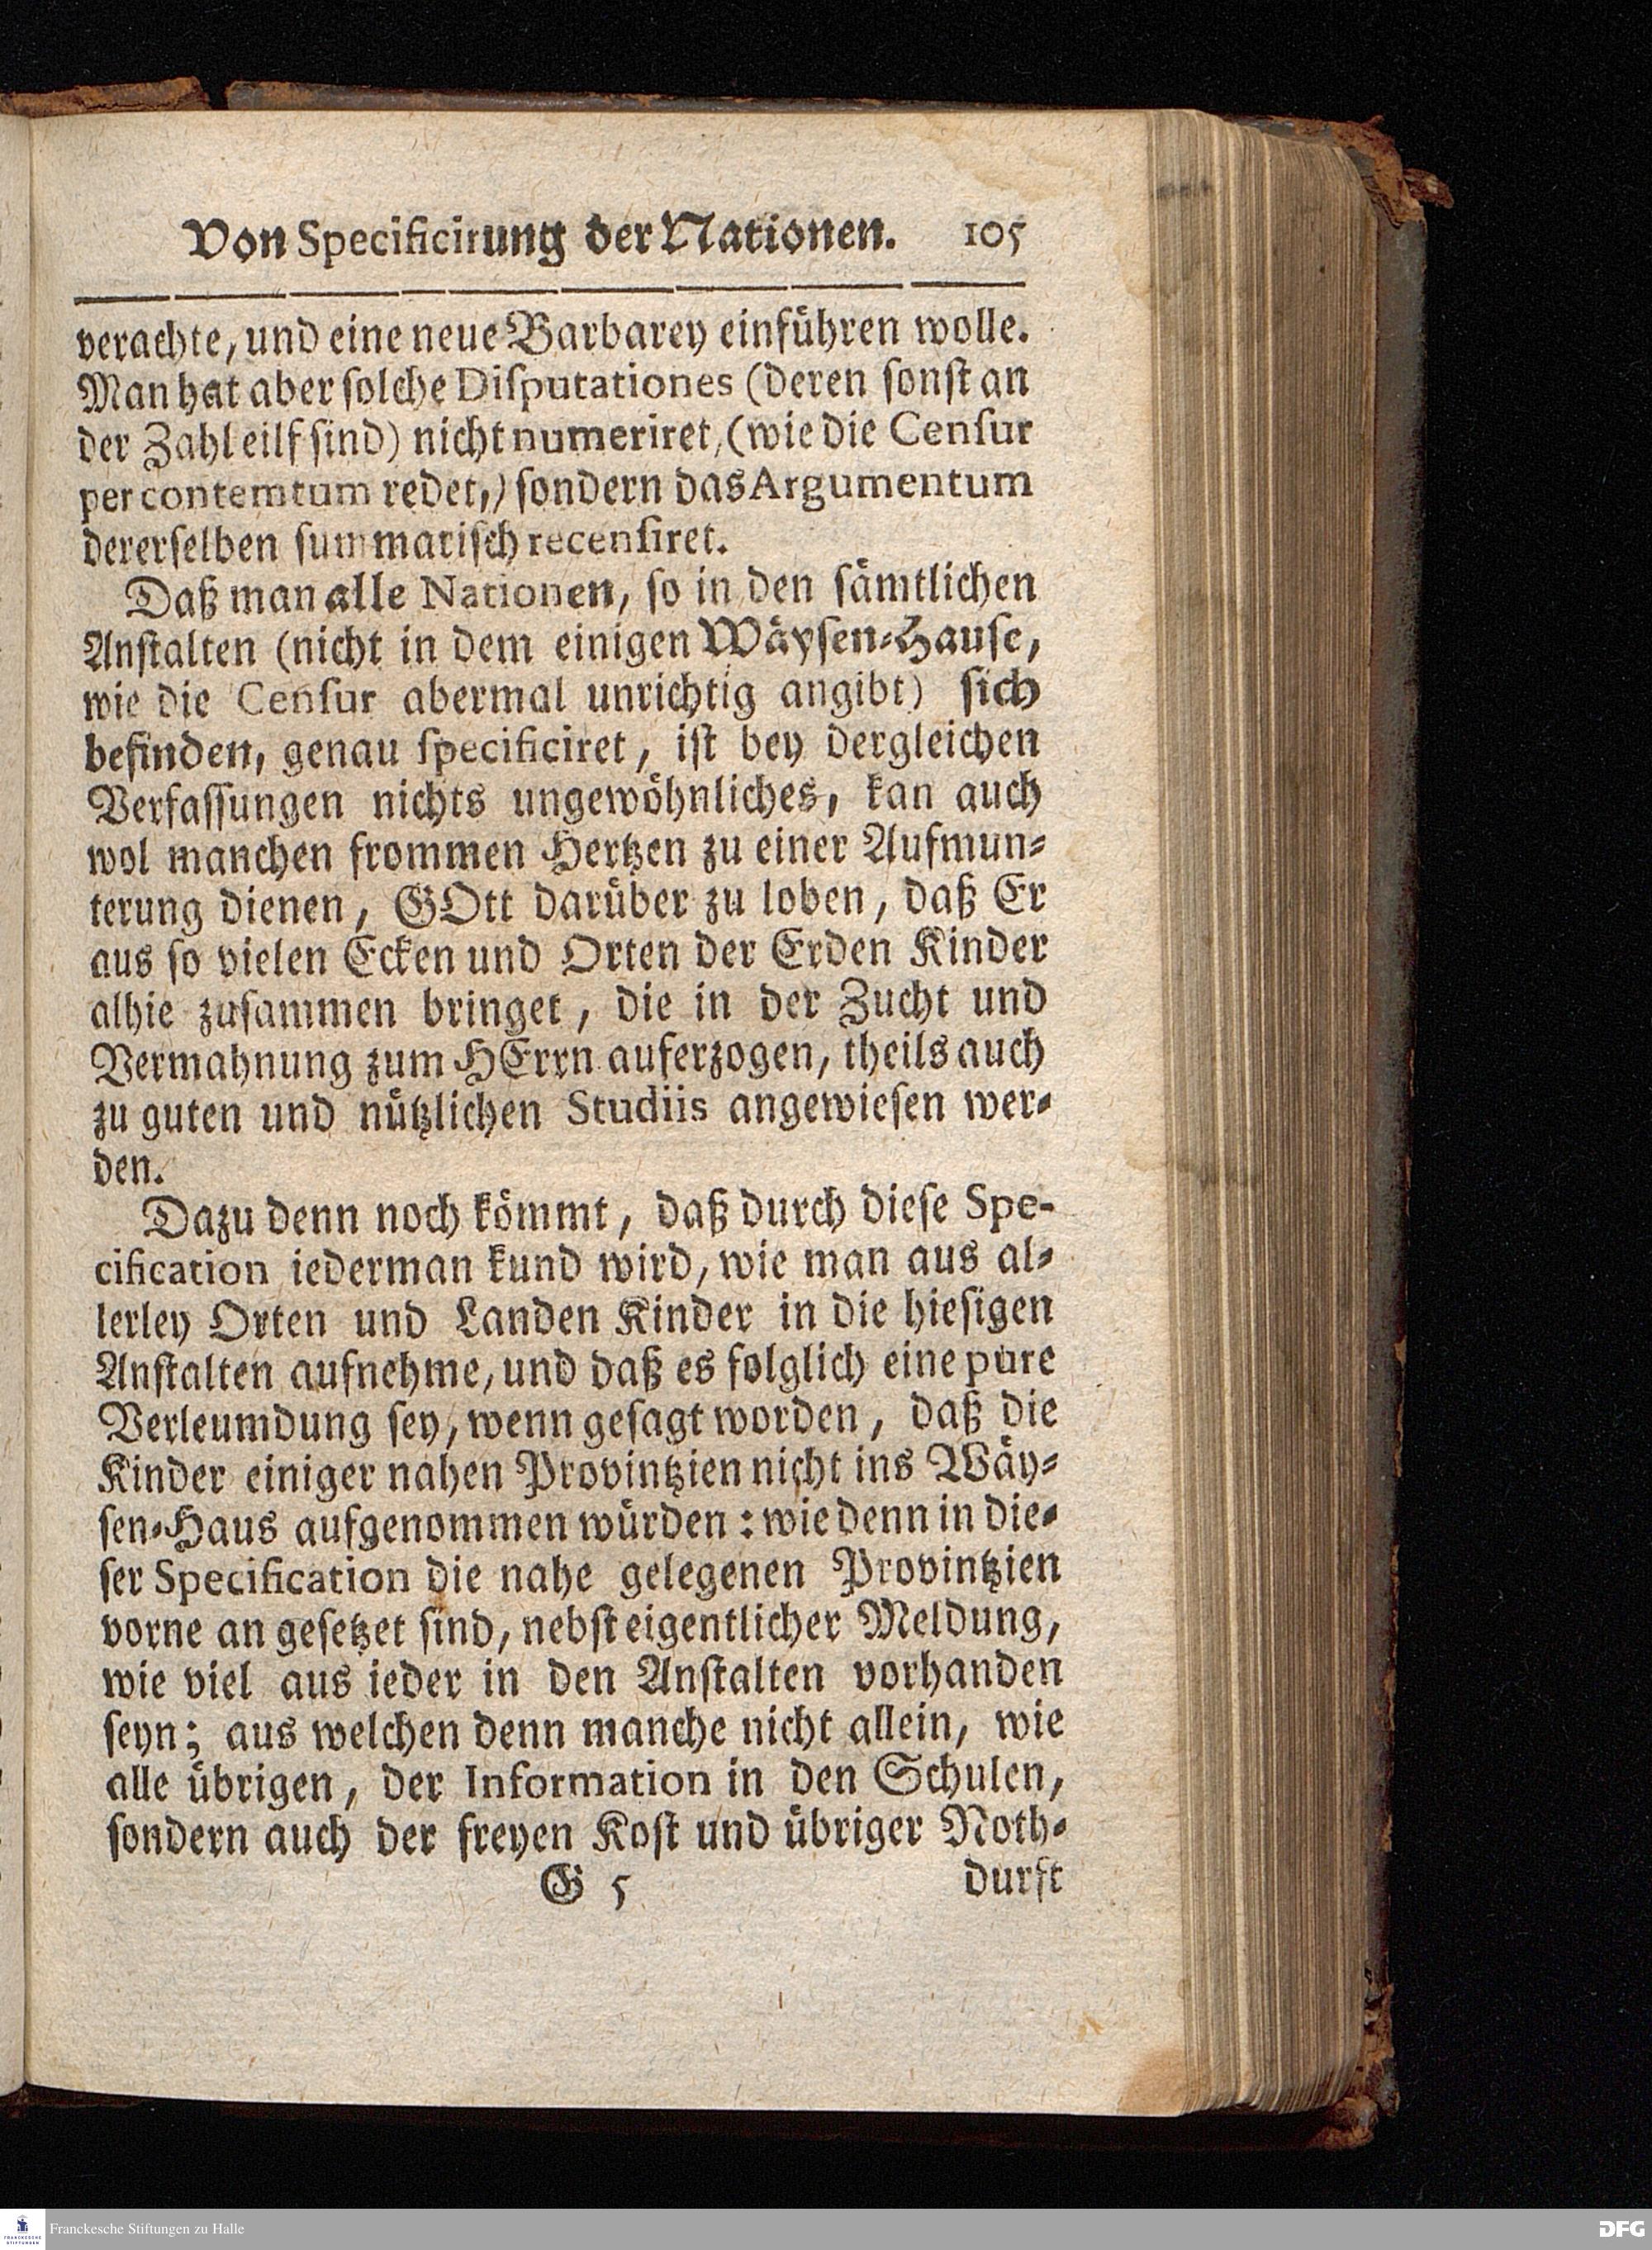 Von Specificirung der Nationen. 105
verachte, und eine neue Barbarey einführen wolle.
Man hat aber solche Disputationes (deren sonst an
der Zahl eilf sind) nicht numeriret, (wie die Censur
per contemtum redet,) sondern das Argumentum
dererselben summarisch recensiret.
Daß man alle Nationen, so in den sämtlichen
Anstalten (nicht in dem einigen Wäysen-Hause,
wie die Censur abermal unrichtig angibt) sich
befinden, genau specificiret, ist bey dergleichen
Verfassungen nichts ungewöhnliches, kan auch
wol manchen frommen Hertzen zu einer Aufmun-
terung dienen, GOtt darüber zu loben, daß Er
aus so vielen Ecken und Orten der Erden Kinder
alhie zusammen bringet, die in der Zucht und
Vermahnung zum HErrn auferzogen, theils auch
zu guten und nützlichen Studiis angewiesen wer-
den.
Dazu denn noch kömmt, daß durch diese Spe-
cification iederman kund wird, wie man aus al-
lerley Orten und Landen Kinder in die hiesigen
Anstalten aufnehme, und daß es folglich eine pure
Verleumdung sey, wenn gesagt worden, daß die
Kinder einiger nahen Provintzien nicht ins Wäy-
sen-Haus aufgenommen würden: wie denn in die-
ser Specification die nahe gelegenen Provintzien
vorne an gesetzet sind, nebst eigentlicher Meldung,
wie viel aus ieder in den Anstalten vorhanden
seyn; aus welchen denn manche nicht allein, wie
alle übrigen, der Information in den Schulen,
sondern auch der freyen Kost und übriger Noth-
G 5 durft
FRANCKESCHE STIFTUNGEN
Franckesche Stiftungen zu Halle
DFG